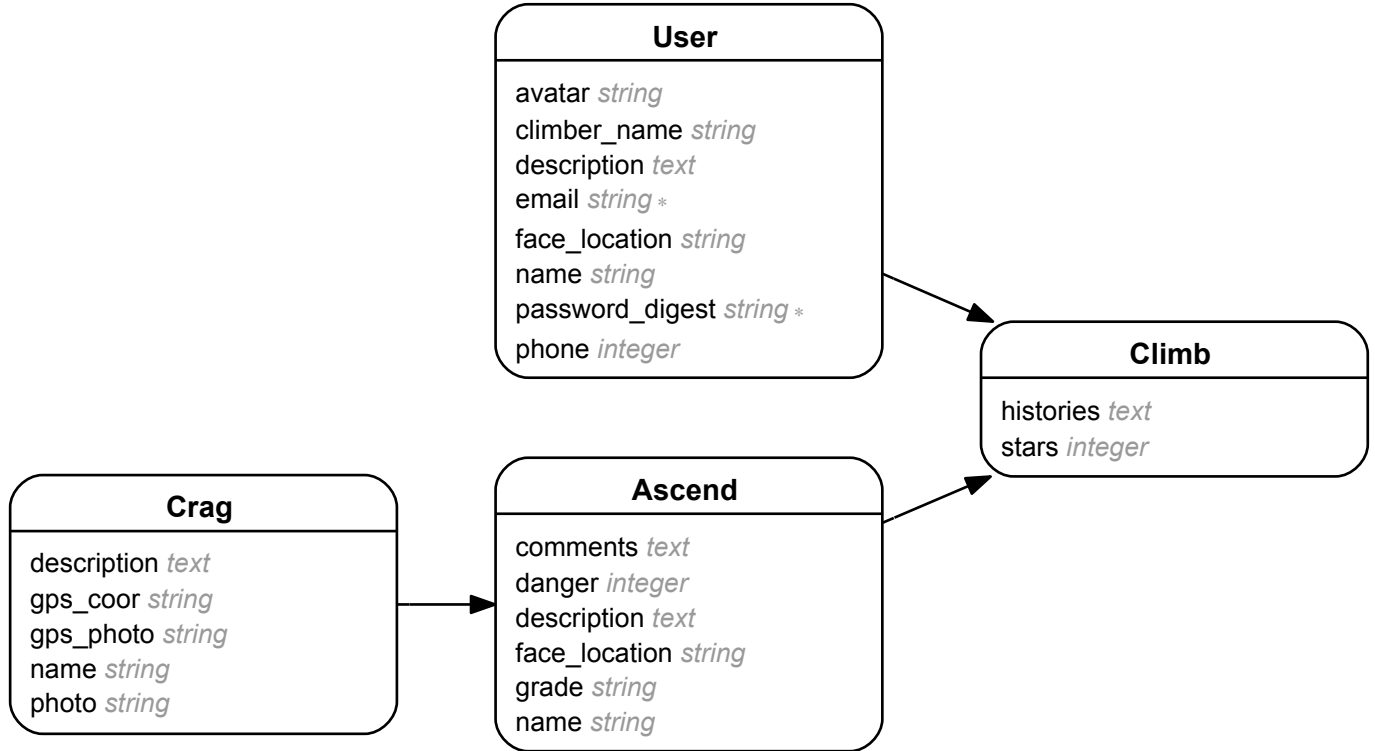 User
avatar string
climber_name string
description text
email string *
face_location string
name string
password_digest string *
phone integer
Climb
histories text
stars integer
Crag
description text
gps_coor string
gps_photo string
name string
photo string
Ascend
comments text
danger integer
description text
face_location string
grade string
name string